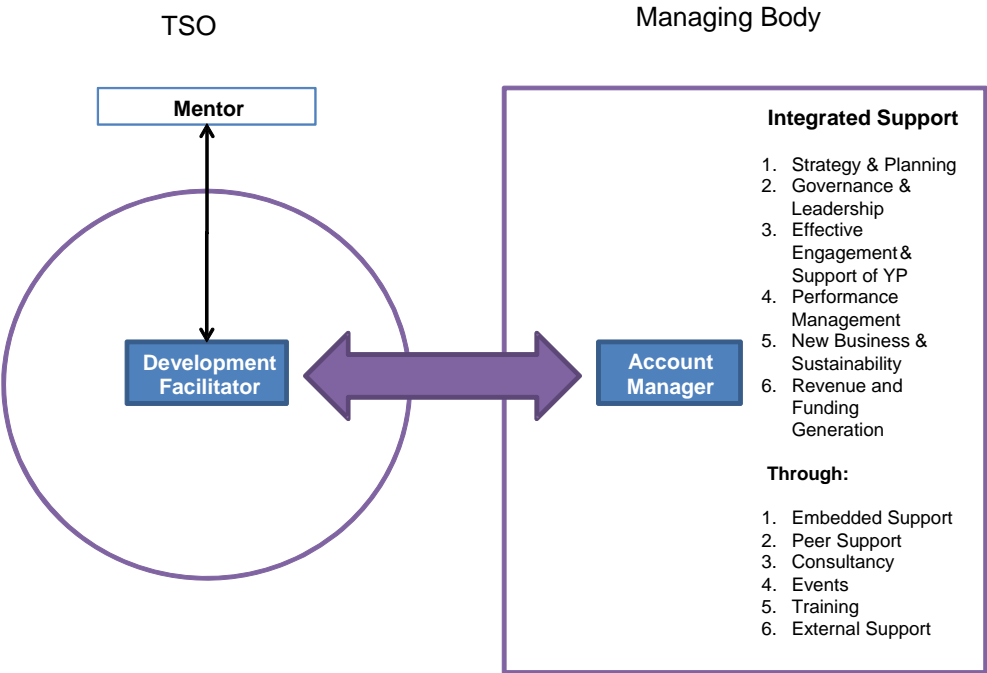 TSO
Managing Body
Mentor
Development
Facilitator
Account
Manager
Integrated Support
1. Strategy & Planning
2. Governance &
Leadership
3. Effective
Engagement &
Support of YP
4. Performance
Management
5. New Business &
Sustainability
6. Revenue and
Funding
Generation
Through:
1. Embedded Support
2. Peer Support
3. Consultancy
4. Events
5. Training
6. External Support